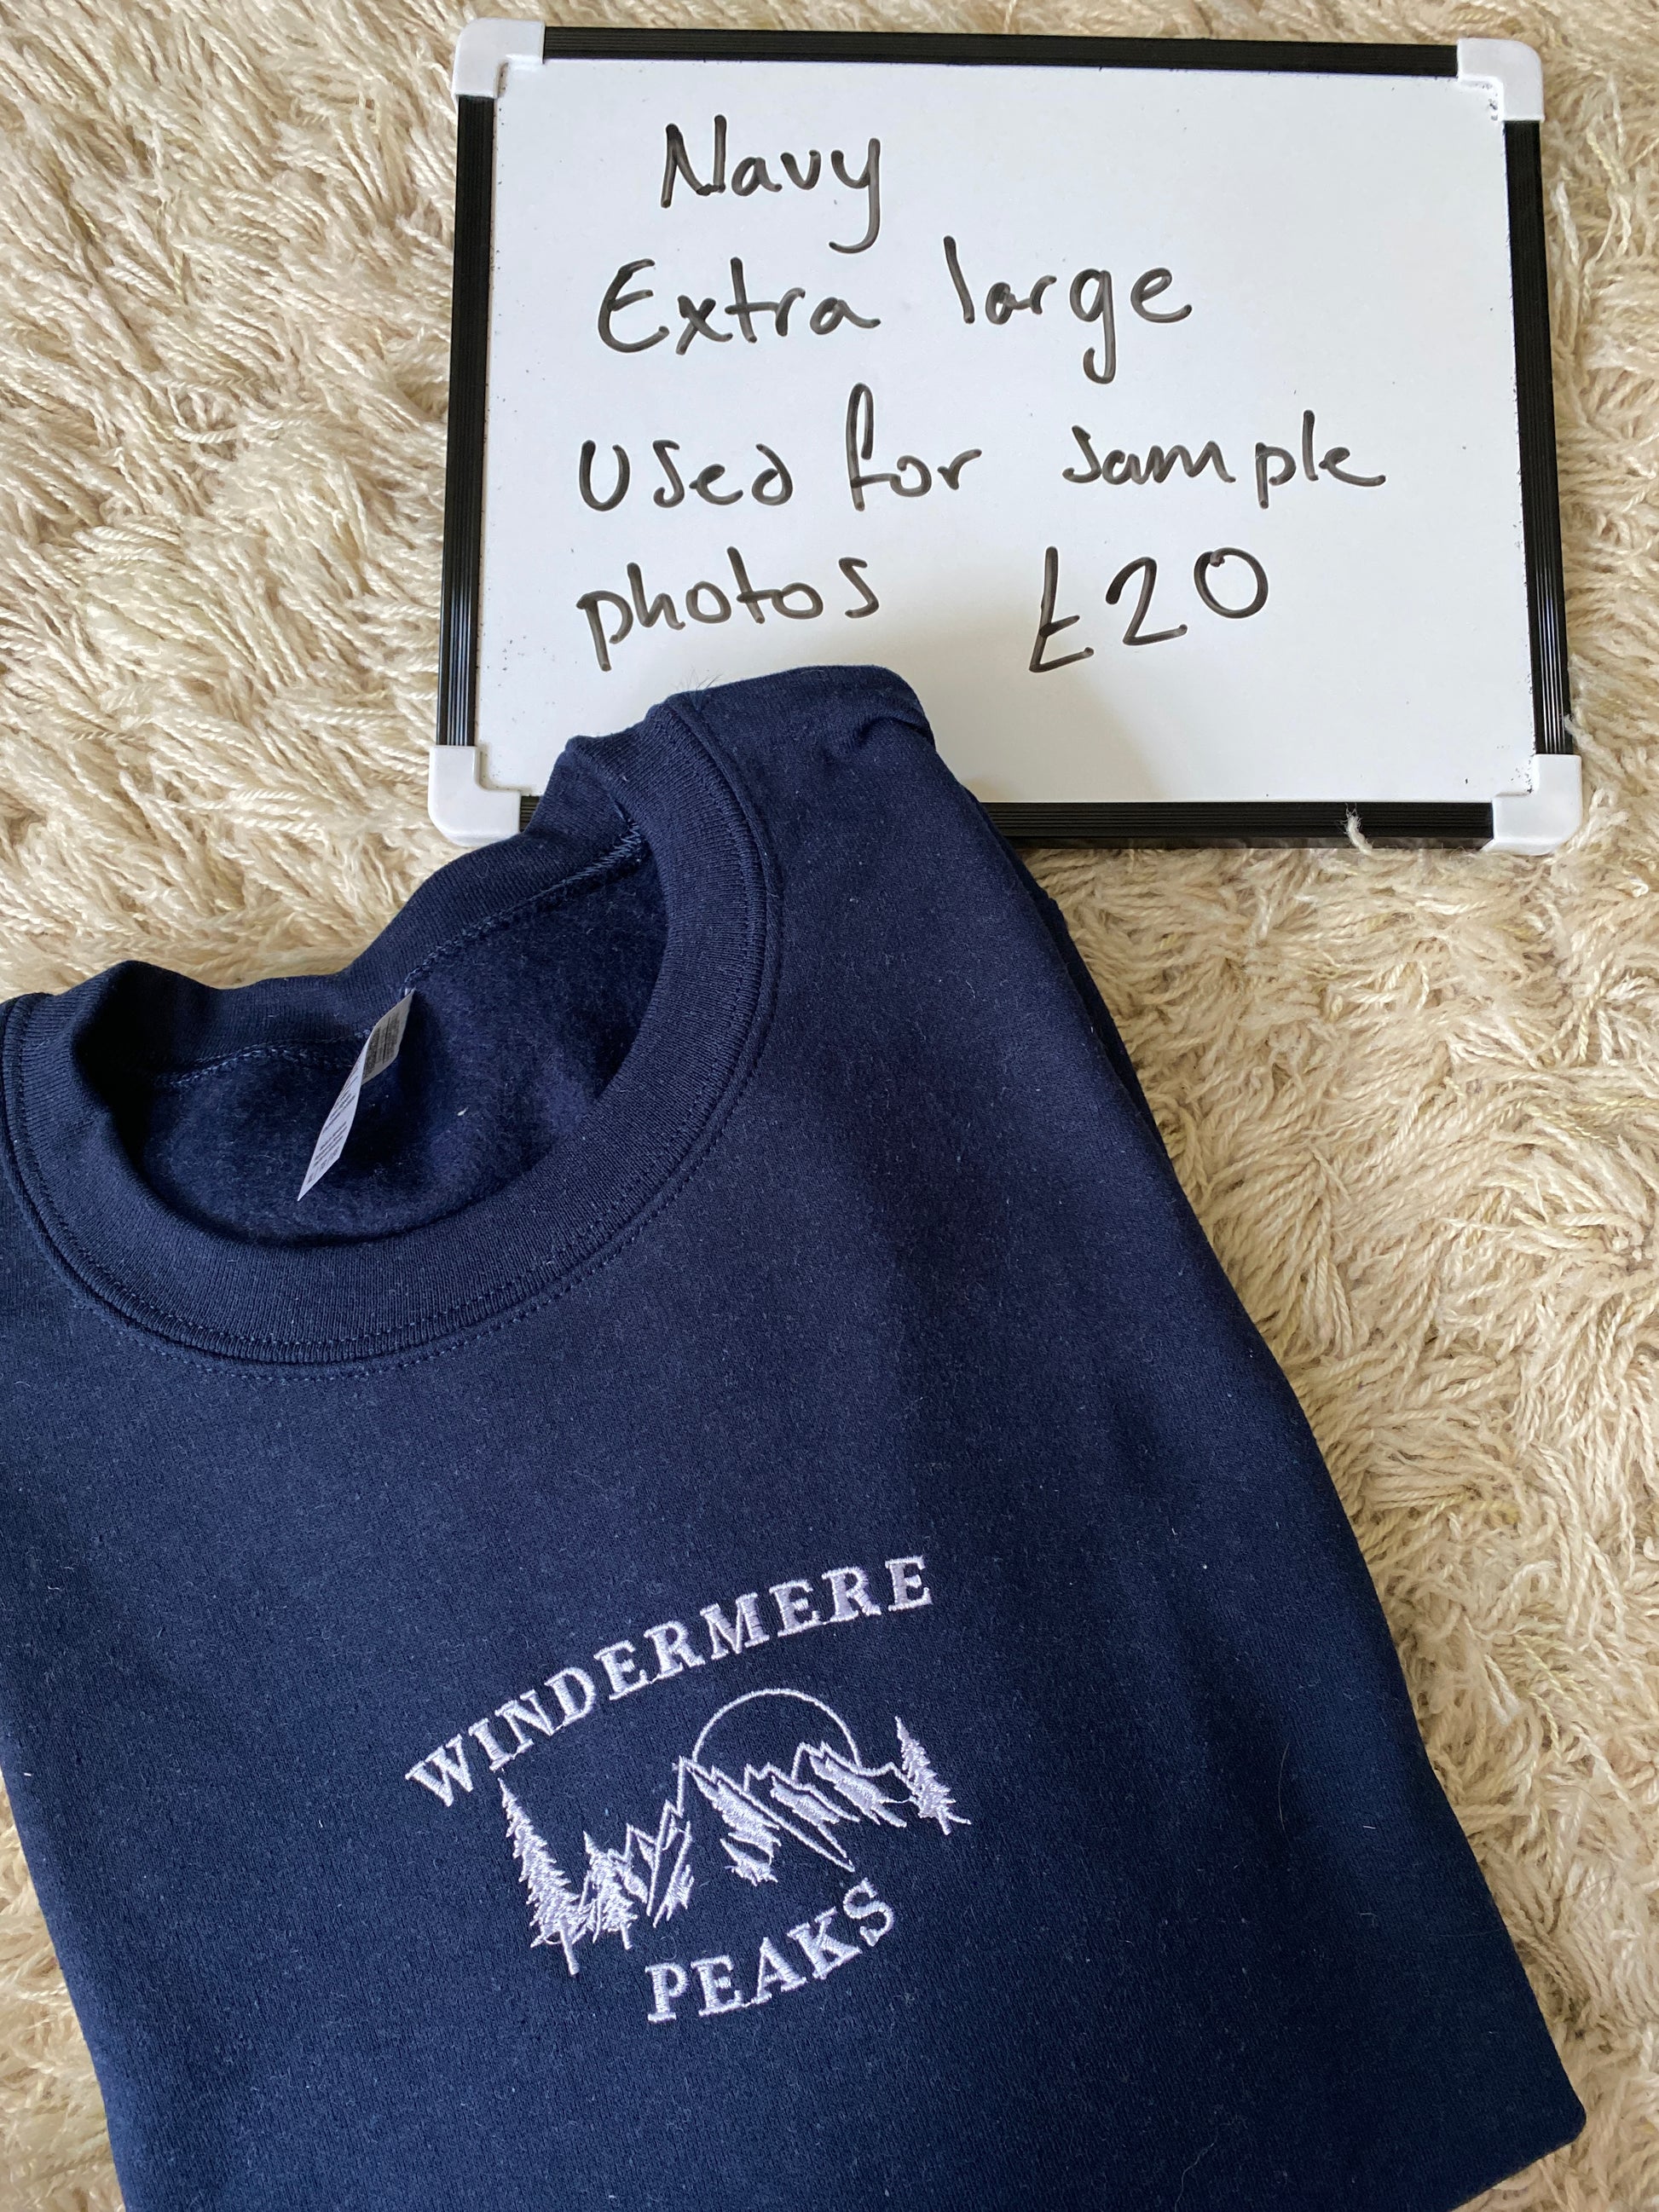 Navy
Extra large
Used for sample
photos £20
WINDERMERE
PEAKS